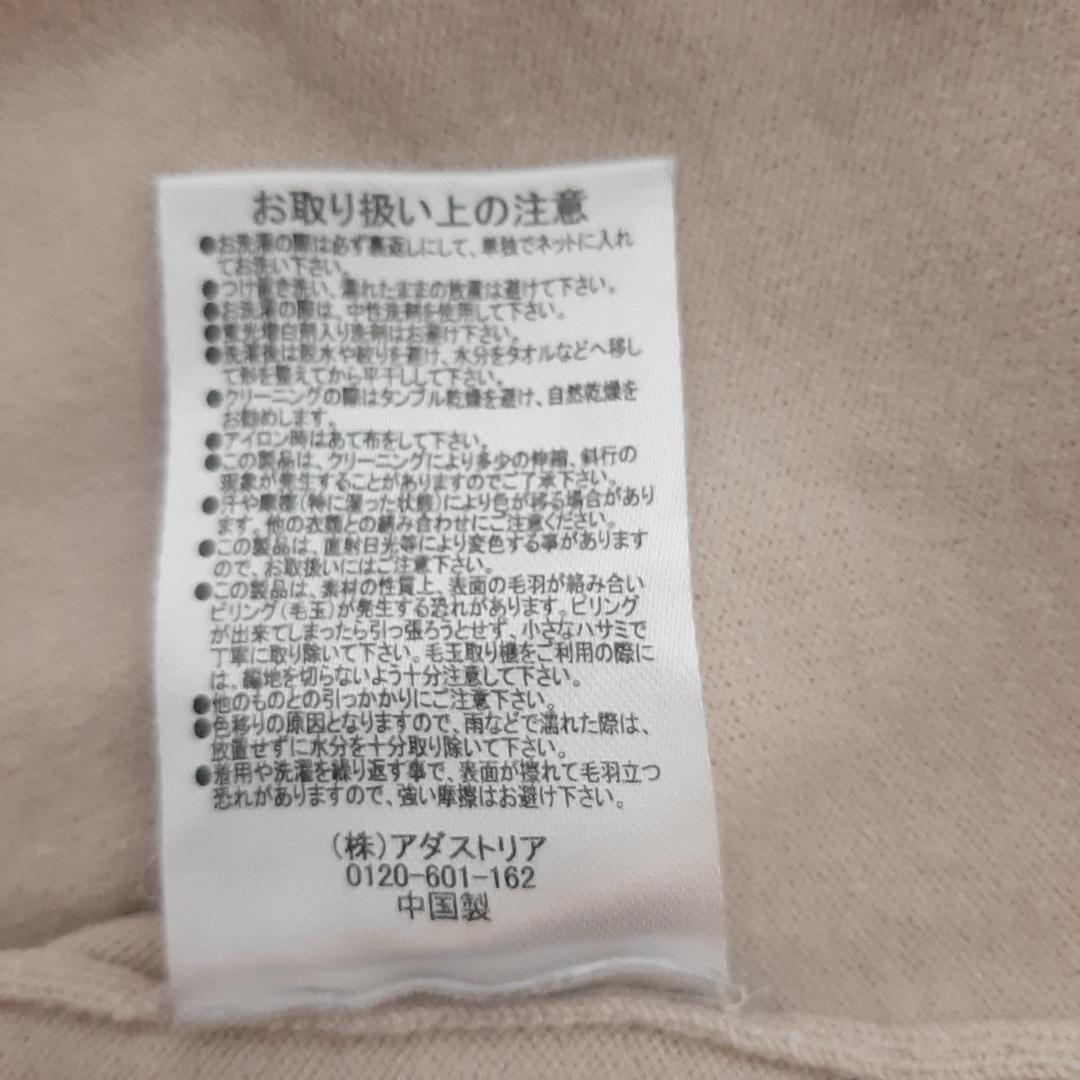 お取り扱い上の注意
●お洗濯の際は必ず裏返しにして、単独でネットに入れ
てお洗い下さい。
●つけ置き洗い、濡れたままの放置は避けて下さい。
●お洗濯の際は、中性洗剤を使用して下さい。
●蛍光増白剤入り洗剤はお避け下さい。
●洗濯後は脱水や絞りを避け、水分をタオルなどへ移し
て形を整えてから平干しして下さい。
●クリーニングの際はタンブル乾燥を避け、自然乾燥を
お勧めします。
●アイロン時はあて布をして下さい。
●この製品は、クリーニングにより多少の伸縮、斜行の
現象が発生することがありますのでご了承下さい。
●汗や摩擦(特に湿った状態)により色が移る場合があり
ます。他の衣類との組み合わせにご注意ください。
●この製品は、直射日光等により変色する事があります
ので、お取扱いにはご注意下さい。
●この製品は、素材の性質上、表面の毛羽が絡み合い
ピリング(毛玉)が発生する恐れがあります。ピリング
が出来てしまったら引っ張ろうとせず、小さなハサミで
丁寧に取り除いて下さい。毛玉取り機をご利用の際に
は、編地を切らないよう十分注意して下さい。
●他のものとの引っかかりにご注意下さい。
●色移りの原因となりますので、雨などで濡れた際は、
放置せずに水分を十分取り除いて下さい。
●着用や洗濯を繰り返す事で、表面が擦れて毛羽立つ
恐れがありますので、強い摩擦はお避け下さい。
(株)アダストリア
0120-601-162
中国製